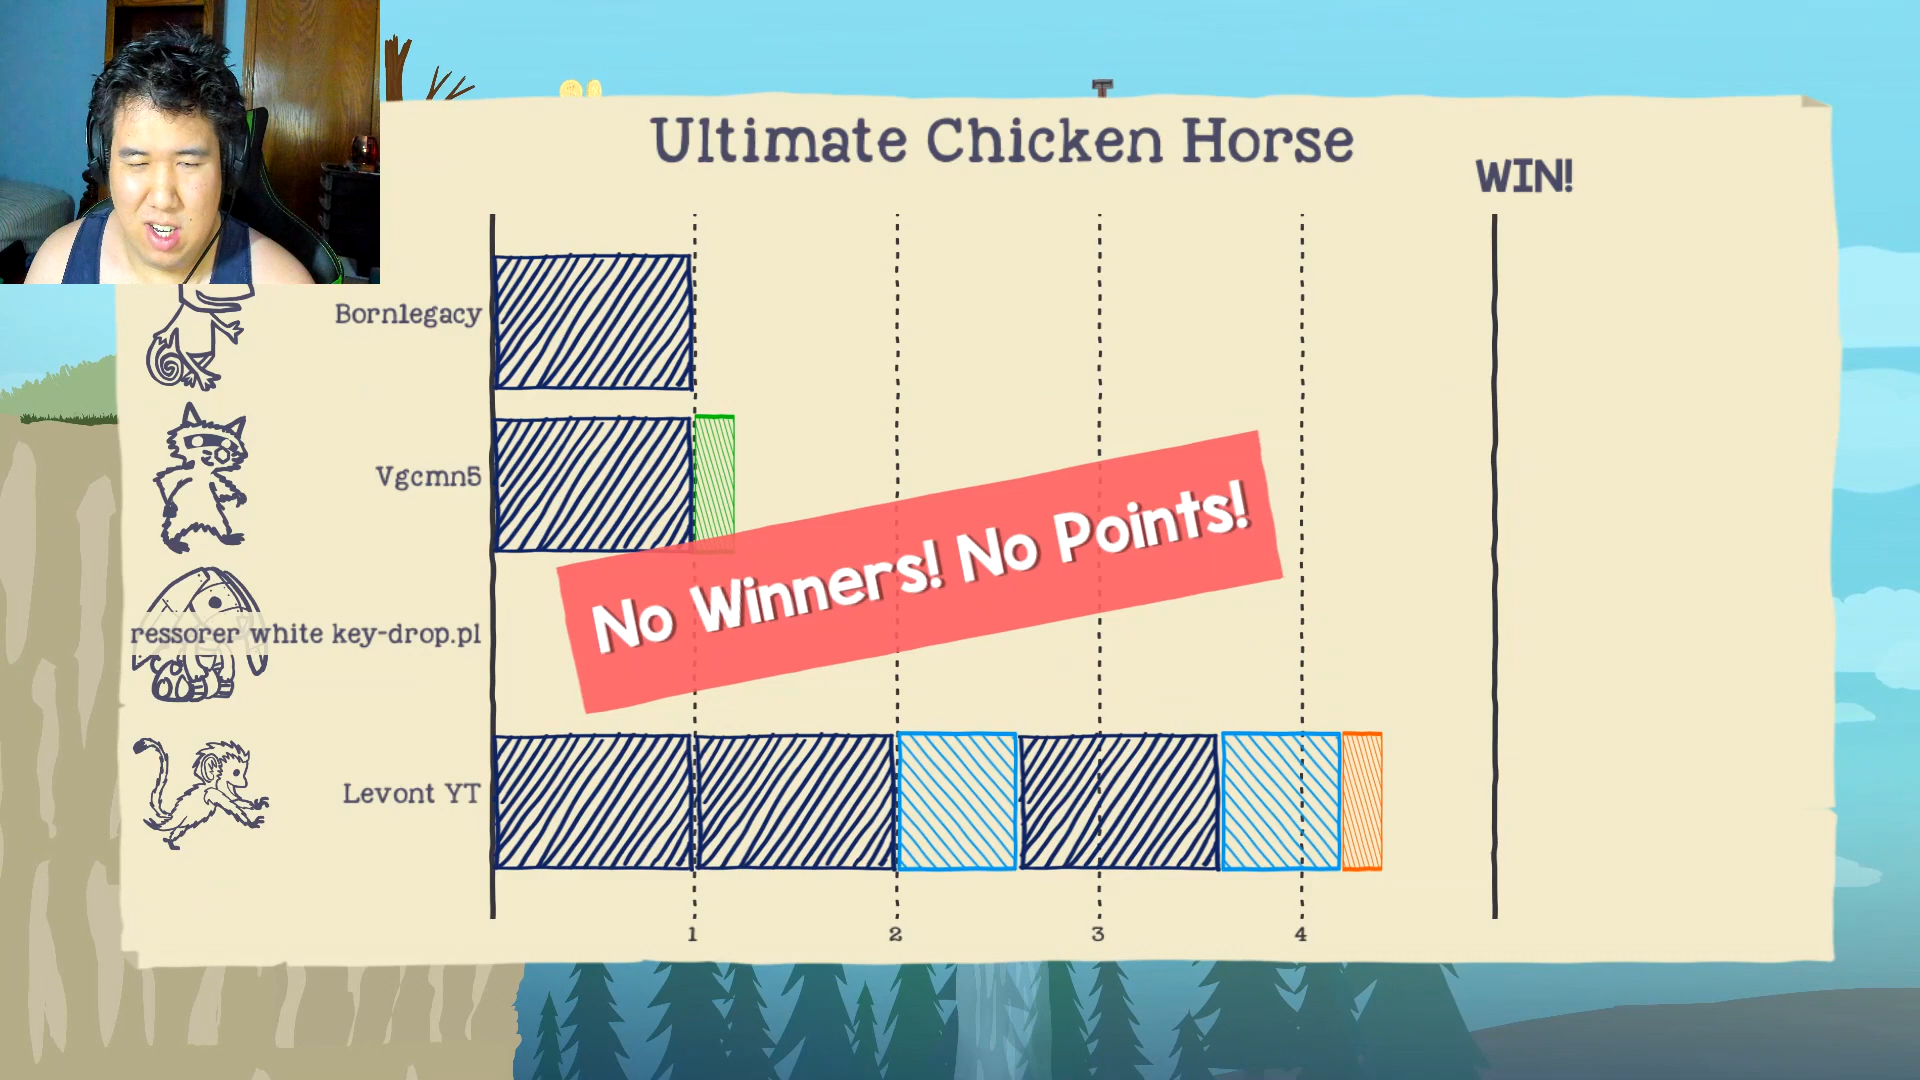 Ultimate Chicken Horse
WIN!
Bornlegacy
Vgcmn5
No Winners! No Points!
ressorer white key-drop.pl
Levont YT
1 2 3 4